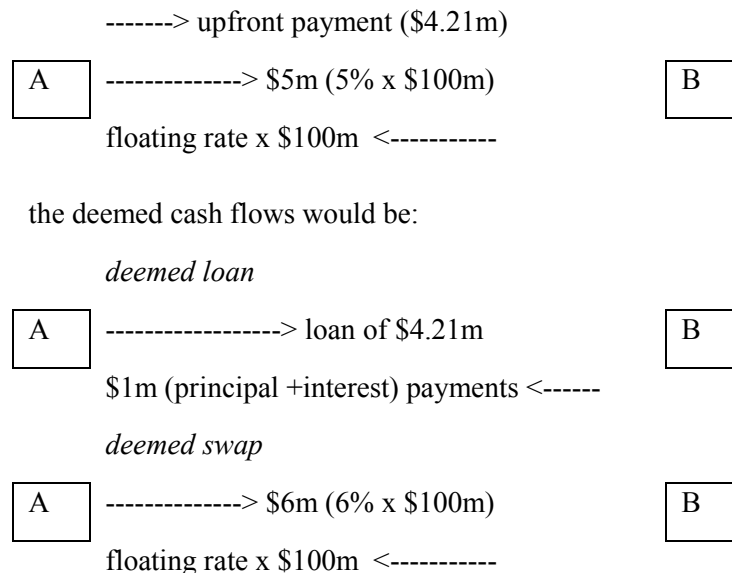 -------> upfront payment ($4.21m)
A --------------> $5m (5% x $100m) B
floating rate x $100m <-----------
the deemed cash flows would be:
deemed loan
A ------------------> loan of $4.21m B
$1m (principal +interest) payments <------
deemed swap
A --------------> $6m (6% x $100m) B
floating rate x $100m <-----------